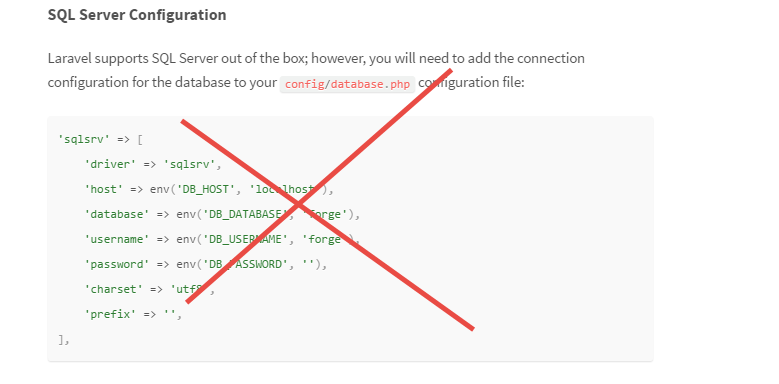 SQL Server Configuration
Laravel supports SQL Server out of the box; however, you will need to add the connection
configuration for the database to your config/database.php configuration file:
'sqlsrv' => [
    'driver' => 'sqlsrv',
    'host' => env('DB_HOST', 'localhost'),
    'database' => env('DB_DATABASE', 'forge'),
    'username' => env('DB_USERNAME', 'forge'),
    'password' => env('DB_PASSWORD', ''),
    'charset' => 'utf8',
    'prefix' => '',
],